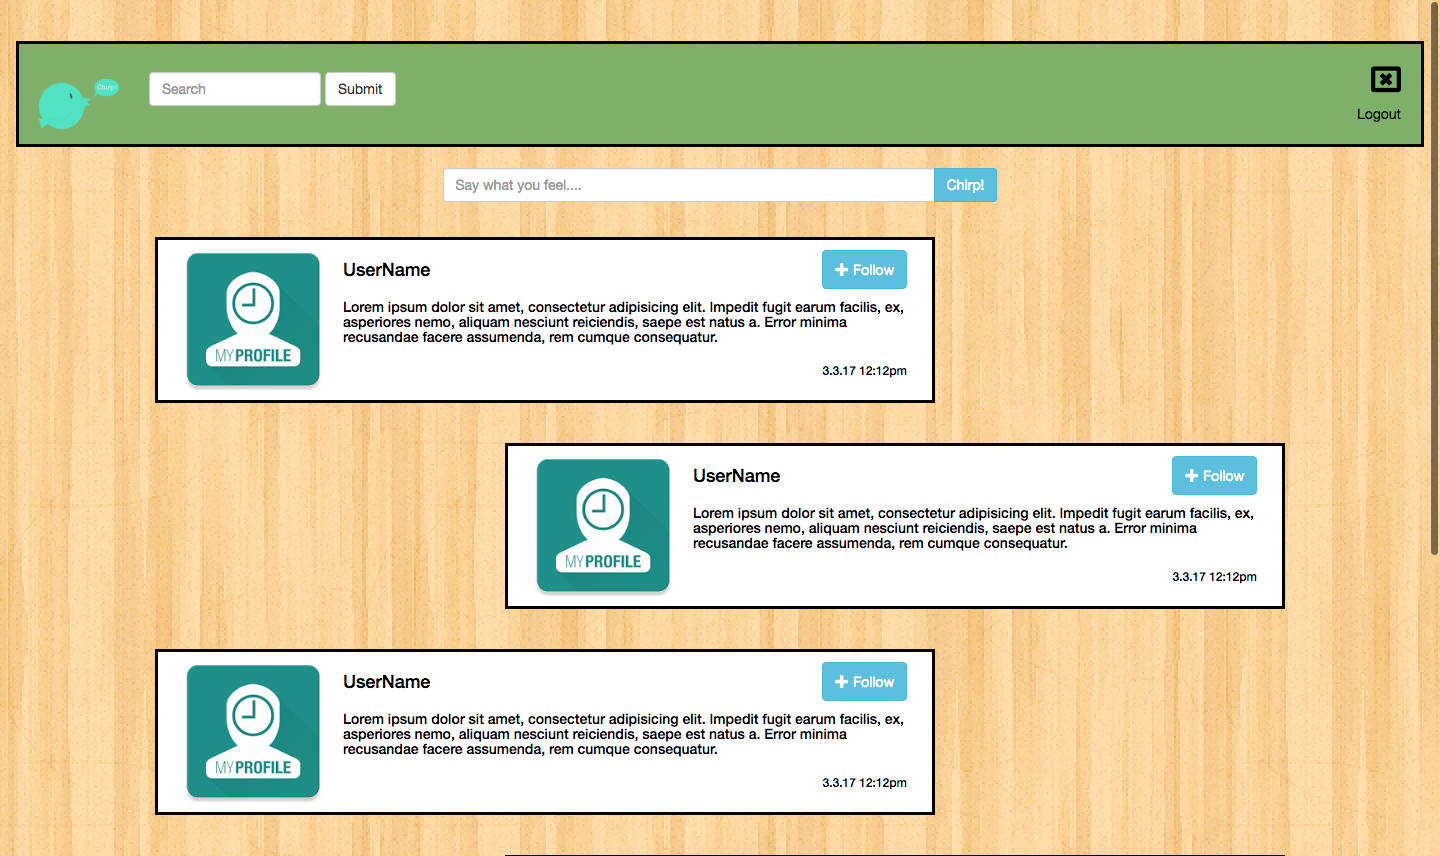 Chirp!
Search
Submit
Logout
Say what you feel....
Chirp!
UserName
Follow
Lorem ipsum dolor sit amet, consectetur adipisicing elit. Impedit fugit earum facilis, ex,
asperiores nemo, aliquam nesciunt reiciendis, saepe est natus a. Error minima
recusandae facere assumenda, rem cumque consequatur.
MYPROFILE
3.3.17 12:12pm
UserName
Follow
Lorem ipsum dolor sit amet, consectetur adipisicing elit. Impedit fugit earum facilis, ex,
asperiores nemo, aliquam nesciunt reiciendis, saepe est natus a. Error minima
recusandae facere assumenda, rem cumque consequatur.
MYPROFILE
3.3.17 12:12pm
UserName
Follow
Lorem ipsum dolor sit amet, consectetur adipisicing elit. Impedit fugit earum facilis, ex,
asperiores nemo, aliquam nesciunt reiciendis, saepe est natus a. Error minima
recusandae facere assumenda, rem cumque consequatur.
MYPROFILE
3.3.17 12:12pm